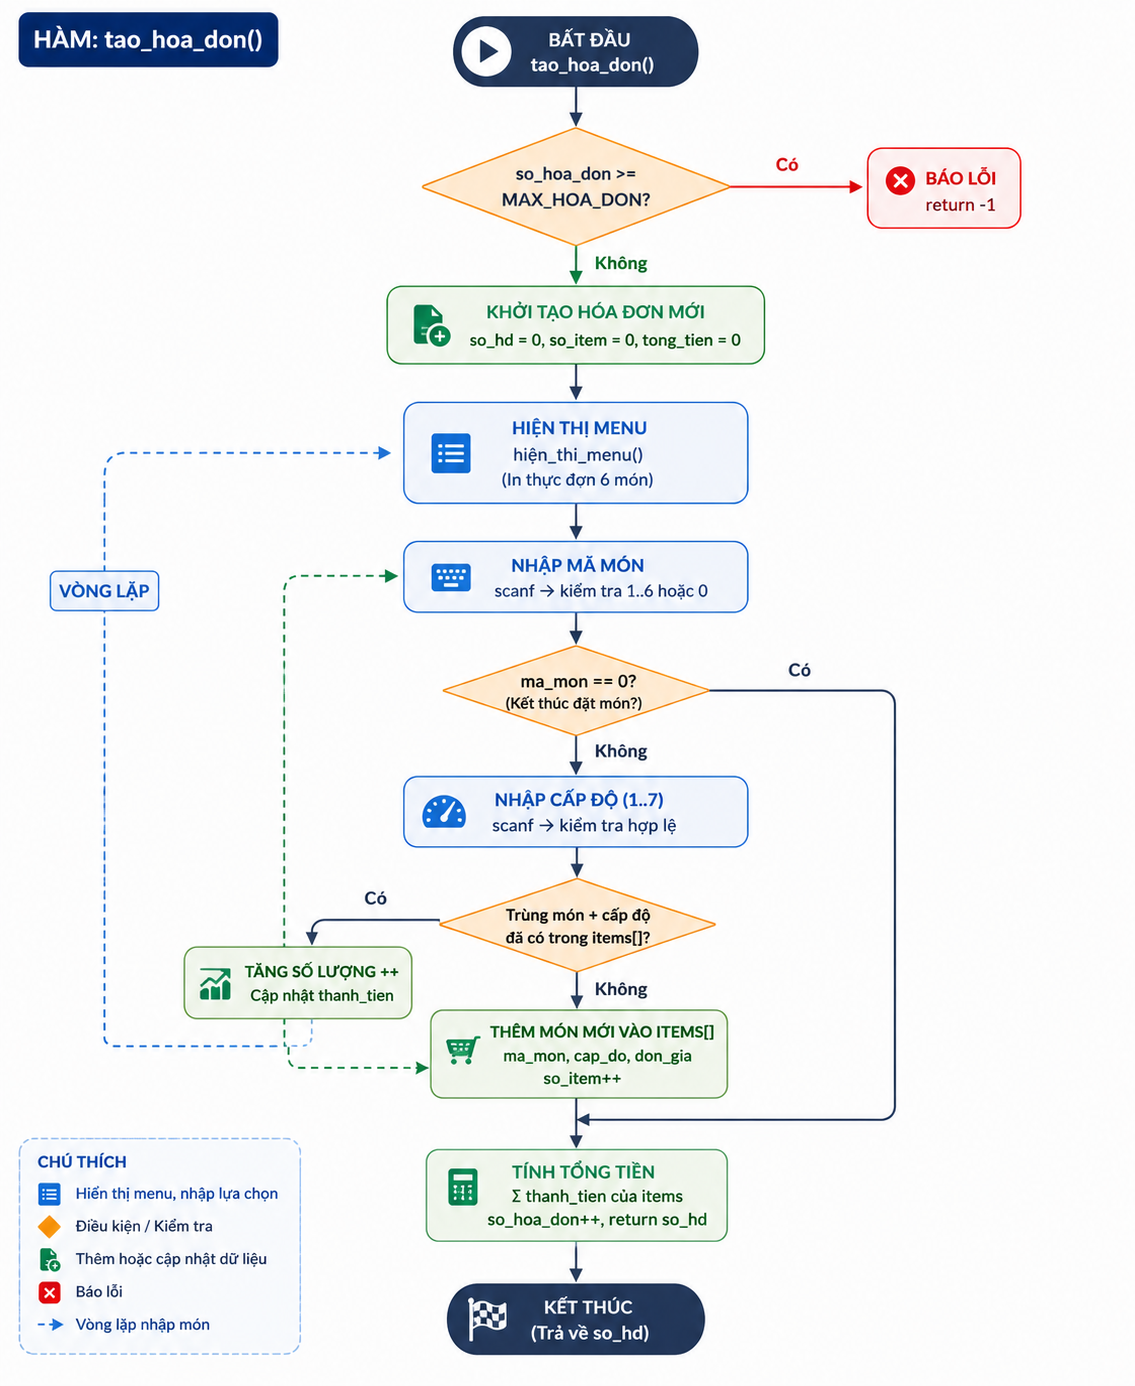 HÀM: tao_hoa_don()
BẤT ĐẦU
tao_hoa_don()
so_hoa_don >=
MAX_HOA_DON?
Có
BÁO LỖI
return -1
Không
KHỞI TẠO HÓA ĐƠN MỚI
so_hd = 0, so_item = 0, tong_tien = 0
HIỆN THỊ MENU
hiện_thi_menu()
(In thực đợn 6 món)
VÒNG LẶP
NHẬP MÃ MÓN
scanf → kiểm tra 1..6 hoặc 0
ma_mon == 0?
(Kết thúc đặt món?)
Có
Không
NHẬP CẤP ĐỘ (1..7)
scanf → kiểm tra hợp lệ
Có
Trùng món + cấp độ
đã có trong items[]?
TĂNG SỐ LƯỢNG ++
Cập nhật thanh_tien
Không
THÊM MÓN MỚI VÀO ITEMS[]
ma_mon, cap_do, don_gia
so_item++
TÍNH TỔNG TIỀN
Σ thanh_tien của items
so_hoa_don++, return so_hd
KẾT THÚC
(Trả về so_hd)
CHÚ THÍCH
Hiển thị menu, nhập lựa chọn
Điều kiện / Kiểm tra
Thêm hoặc cập nhật dữ liệu
Báo lỗi
Vòng lặp nhập món